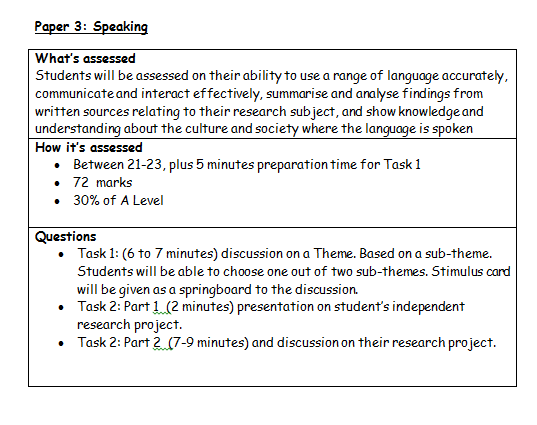 Paper 3: Speaking
What's assessed
Students will be assessed on their ability to use a range of language accurately,
communicate and interact effectively, summarise and analyse findings from
written sources relating to their research subject, and show knowledge and
understanding about the culture and society where the language is spoken
How it's assessed
• Between 21-23, plus 5 minutes preparation time for Task 1
• 72 marks
• 30% of A Level
Questions
• Task 1: (6 to 7 minutes) discussion on a Theme. Based on a sub-theme.
Students will be able to choose one out of two sub-themes. Stimulus card
will be given as a springboard to the discussion.
• Task 2: Part 1 (2 minutes) presentation on student's independent
research project.
• Task 2: Part 2 (7-9 minutes) and discussion on their research project.